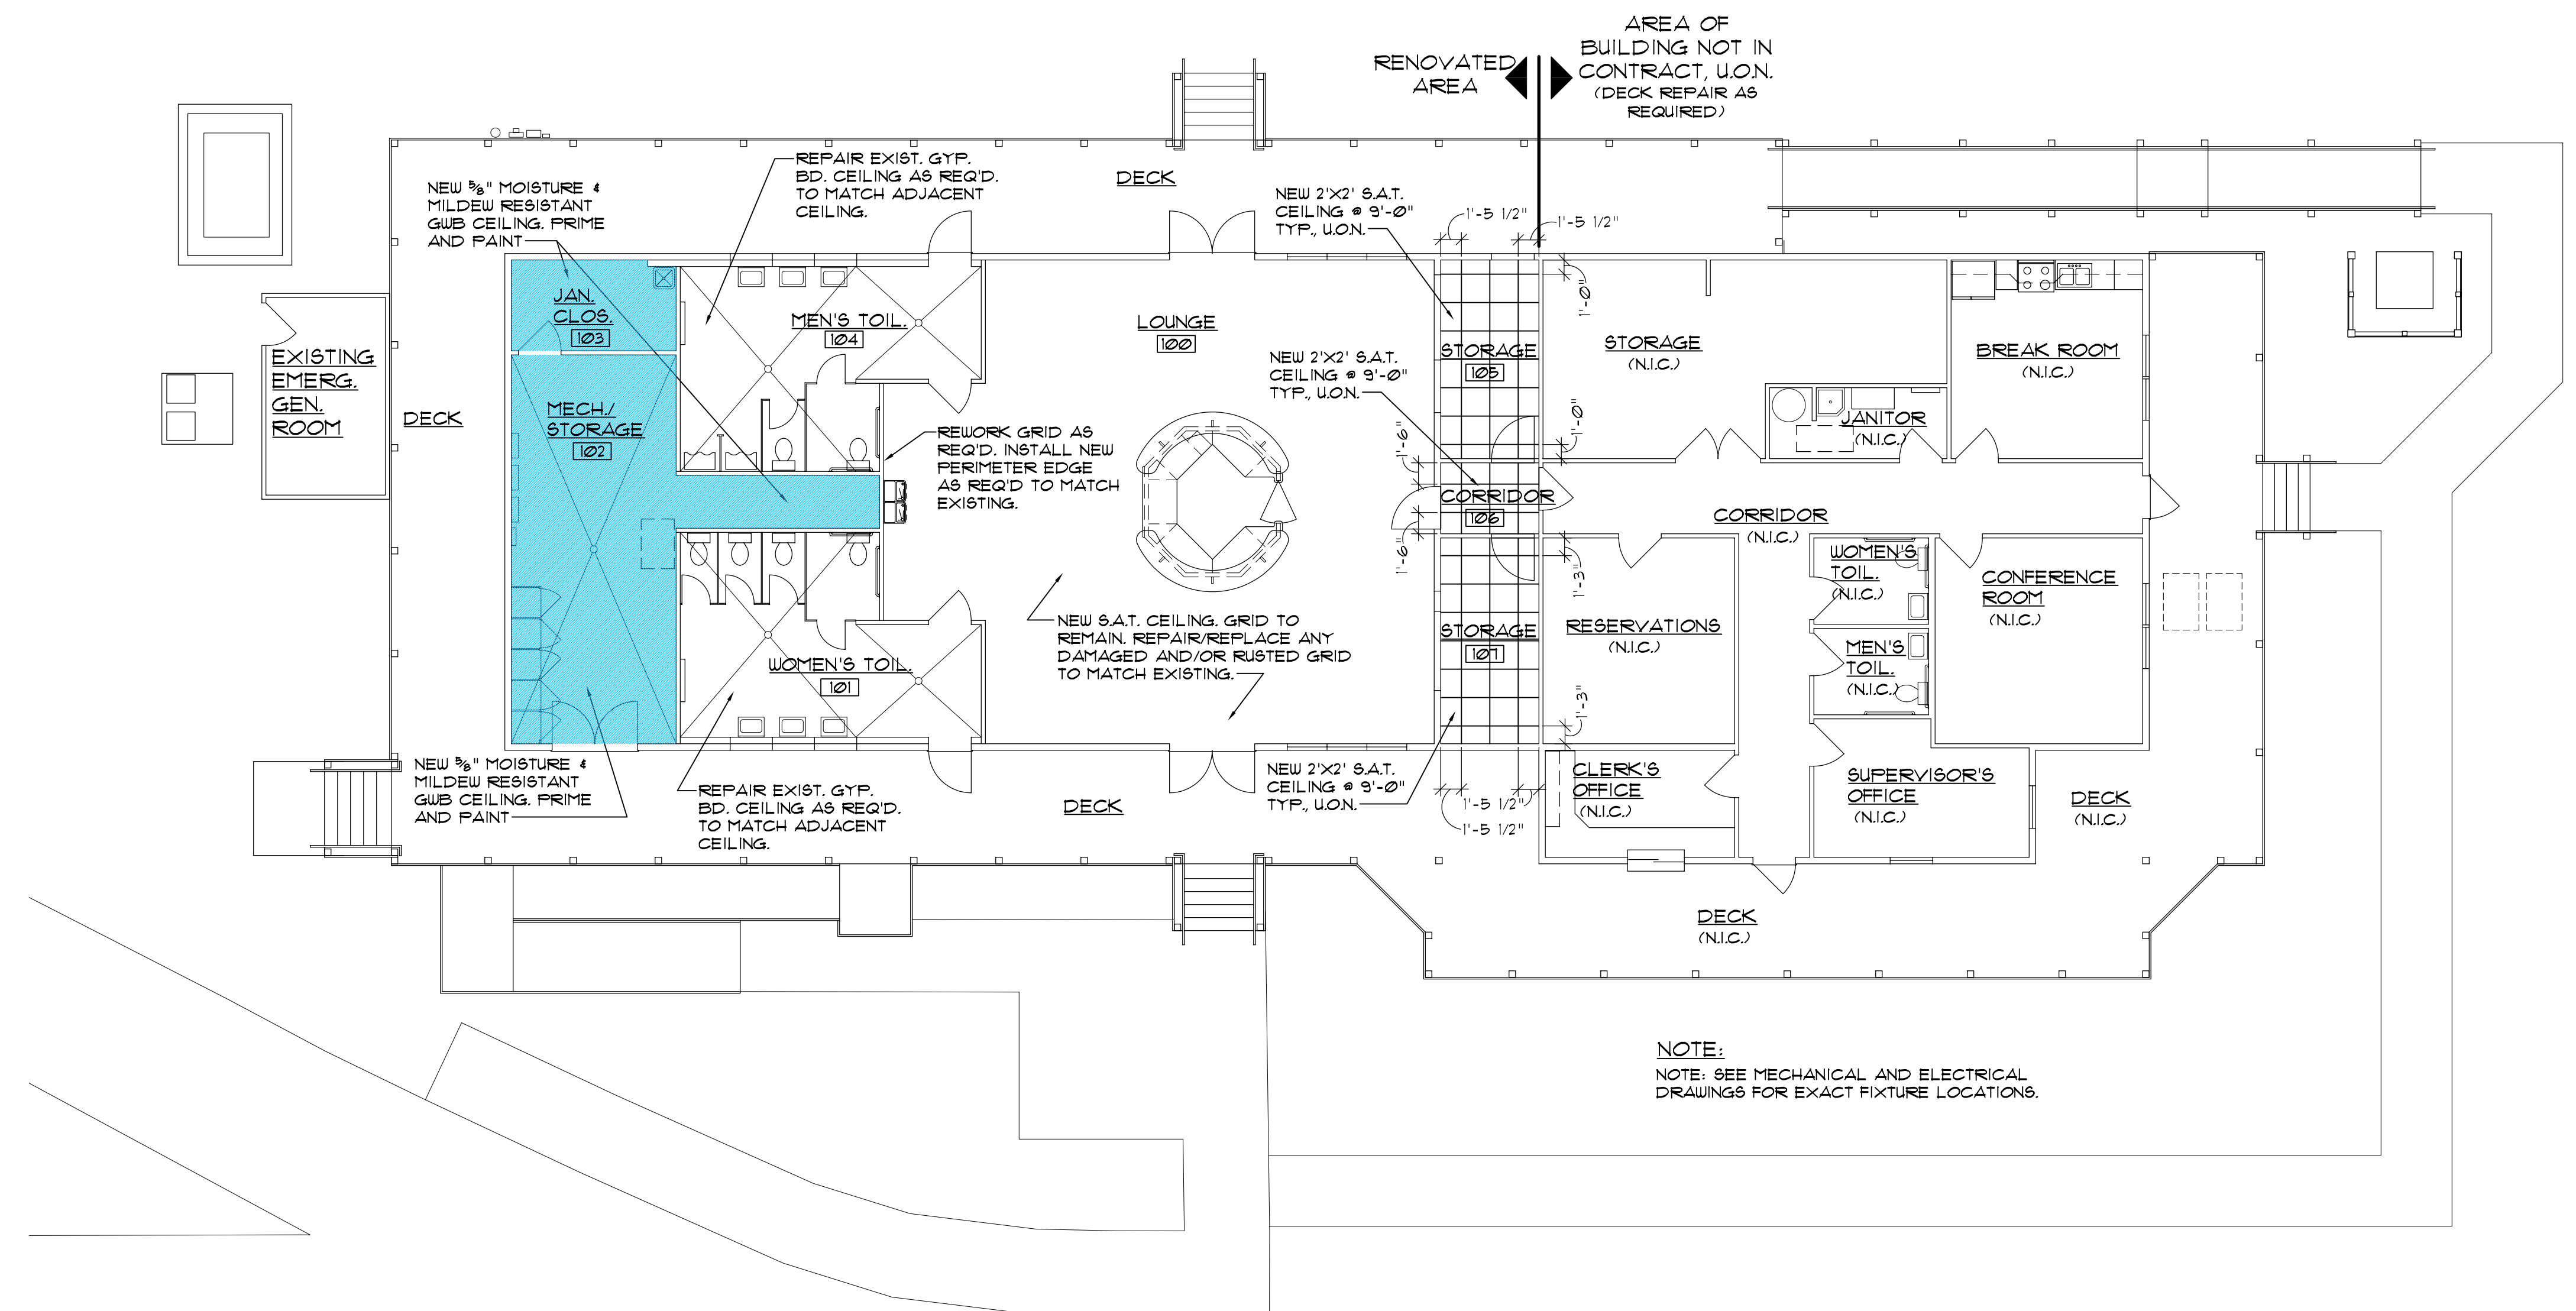 AREA OF
BUILDING NOT IN
CONTRACT, U.O.N.
(DECK REPAIR AS
REQUIRED)
RENOVATED
AREA
REPAIR EXIST. GYP.
BD. CEILING AS REQ'D.
TO MATCH ADJACENT
CEILING.
DECK
NEW 5/8" MOISTURE &
MILDEW RESISTANT
GWB CEILING. PRIME
AND PAINT
NEW 2'X2' S.A.T.
CEILING @ 9'-0"
TYP., U.O.N.
1'-5 1/2"
1'-5 1/2"
JAN.
CLOS.
103
MEN'S TOIL.
104
LOUNGE
100
1'-0"
STORAGE
105
STORAGE
(N.I.C.)
BREAK ROOM
(N.I.C.)
EXISTING
EMERG.
GEN.
ROOM
DECK
MECH./
STORAGE
102
NEW 2'X2' S.A.T.
CEILING @ 9'-0"
TYP., U.O.N.
1'-0"
1'-6"
JANITOR
(N.I.C.)
REWORK GRID AS
REQ'D. INSTALL NEW
PERIMETER EDGE
AS REQ'D TO MATCH
EXISTING.
CORRIDOR
106
CORRIDOR
(N.I.C.)
1'-6"
1'-3"
WOMEN'S
TOIL.
(N.I.C.)
CONFERENCE
ROOM
(N.I.C.)
NEW S.A.T. CEILING. GRID TO
REMAIN. REPAIR/REPLACE ANY
DAMAGED AND/OR RUSTED GRID
TO MATCH EXISTING.
STORAGE
107
RESERVATIONS
(N.I.C.)
MEN'S
TOIL.
(N.I.C.)
WOMEN'S TOIL.
101
1'-3"
NEW 5/8" MOISTURE &
MILDEW RESISTANT
GWB CEILING. PRIME
AND PAINT
REPAIR EXIST. GYP.
BD. CEILING AS REQ'D.
TO MATCH ADJACENT
CEILING.
DECK
NEW 2'X2' S.A.T.
CEILING @ 9'-0"
TYP., U.O.N.
1'-5 1/2"
1'-5 1/2"
CLERK'S
OFFICE
(N.I.C.)
SUPERVISOR'S
OFFICE
(N.I.C.)
DECK
(N.I.C.)
DECK
(N.I.C.)
NOTE:
NOTE: SEE MECHANICAL AND ELECTRICAL
DRAWINGS FOR EXACT FIXTURE LOCATIONS.